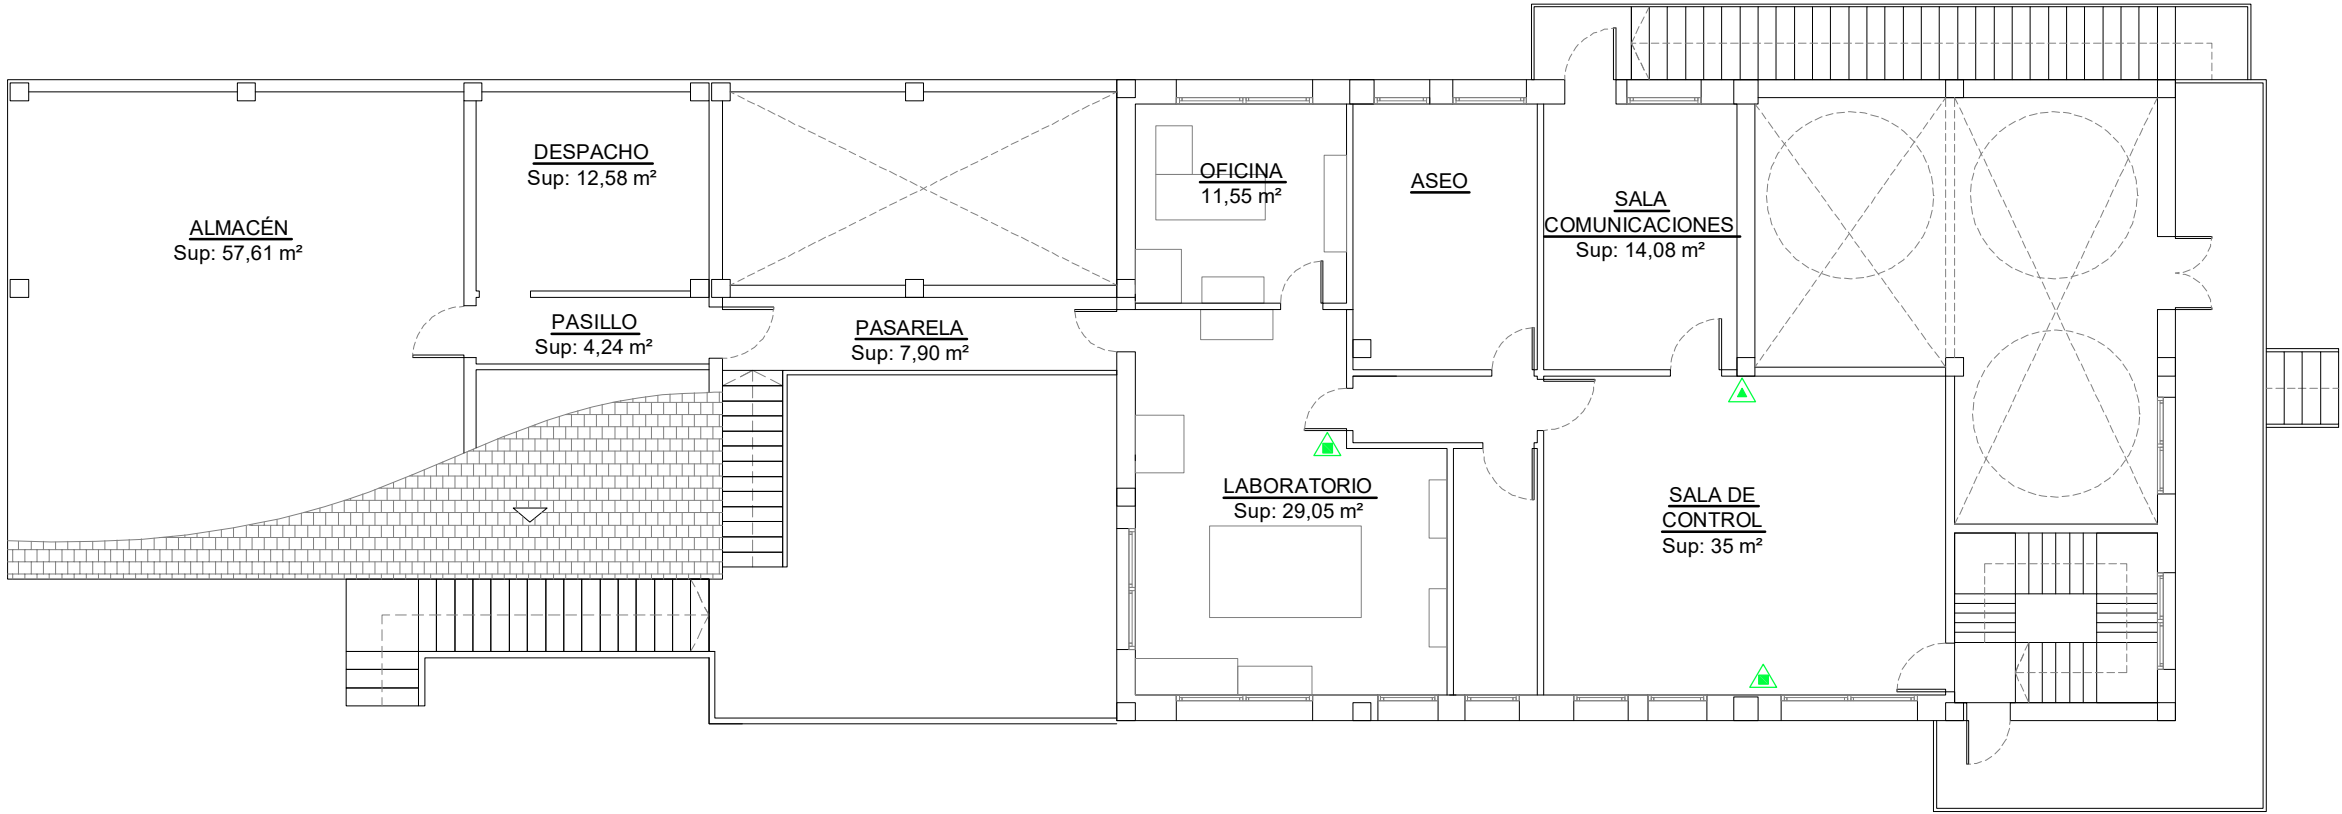 ALMACÉN
Sup: 57,61 m²
DESPACHO
Sup: 12,58 m²
PASILLO
Sup: 4,24 m²
PASARELA
Sup: 7,90 m²
OFICINA
11,55 m²
ASEO
SALA
COMUNICACIONES
Sup: 14,08 m²
LABORATORIO
Sup: 29,05 m²
SALA DE
CONTROL
Sup: 35 m²